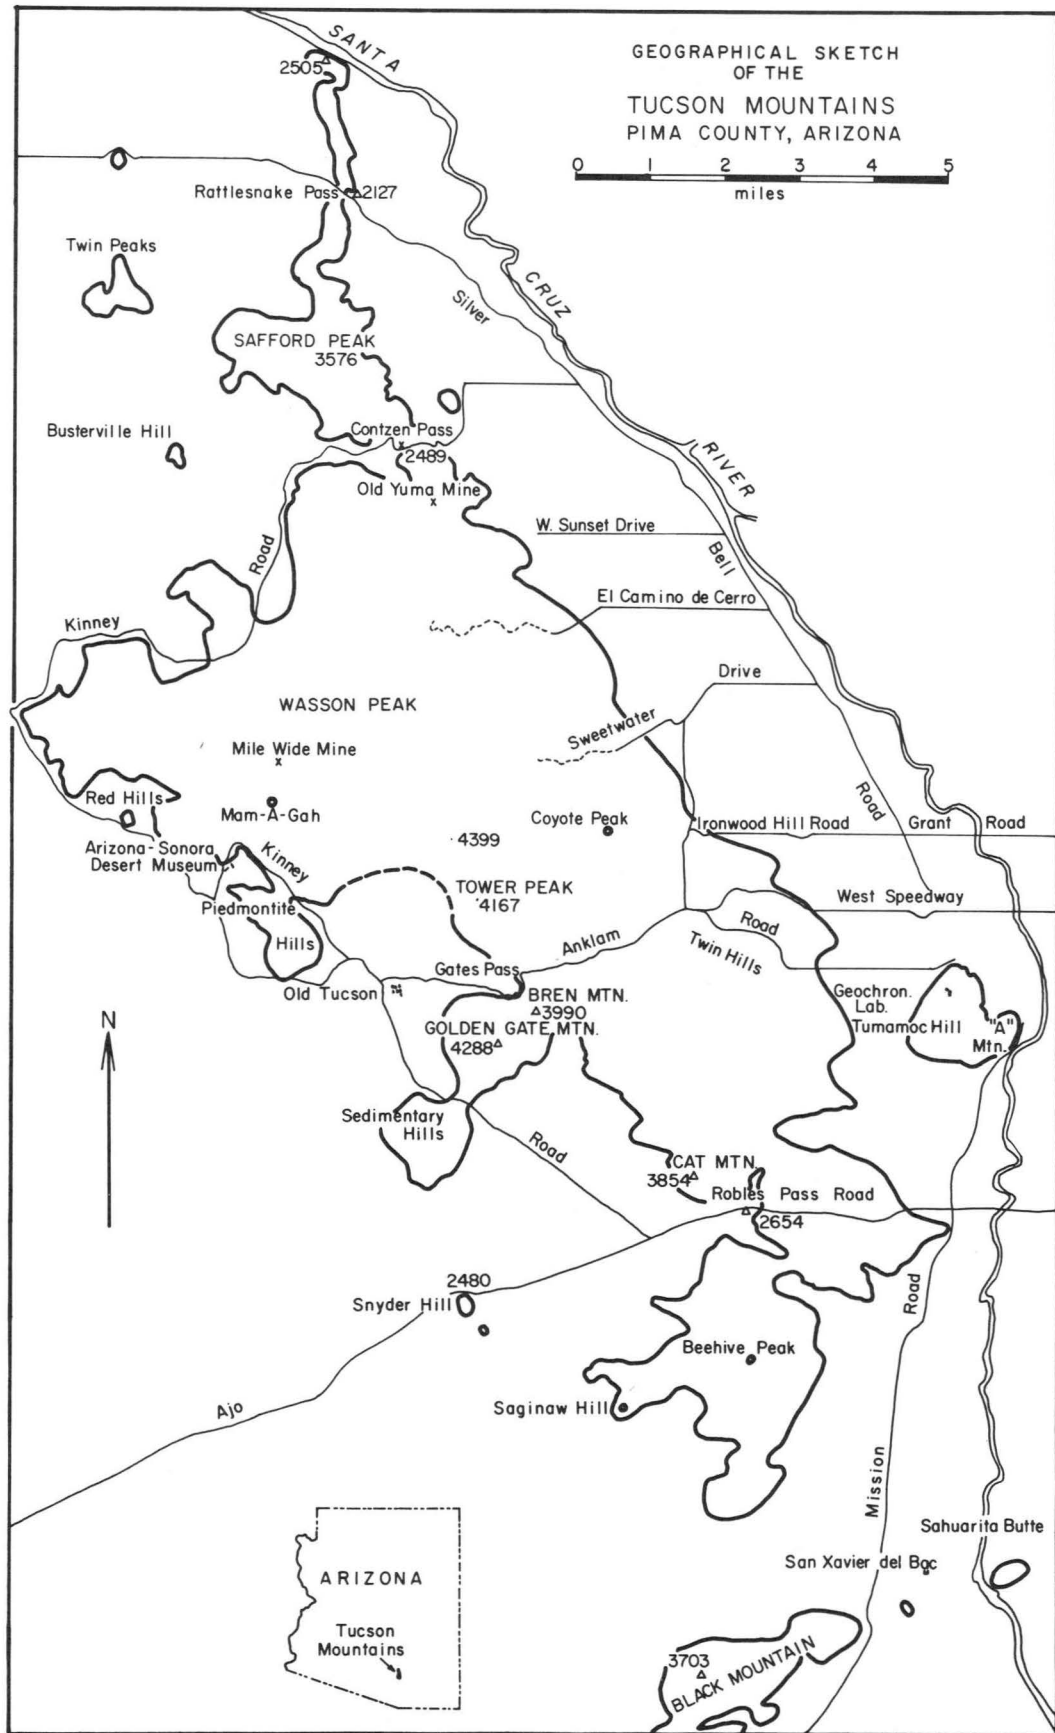 GEOGRAPHICAL SKETCH
OF THE
TUCSON MOUNTAINS
PIMA COUNTY, ARIZONA
0 1 2 3 4 5
miles
SANTA
2505
Rattlesnake Pass
2127
Twin Peaks
CRUZ
Silver
SAFFORD PEAK
3576
Contzen Pass
2489
Busterville Hill
RIVER
Old Yuma Mine
W. Sunset Drive
Bell
Road
El Camino de Cerro
Kinney
Drive
WASSON PEAK
Sweetwater
Mile Wide Mine
Red Hills
Mam-A-Gah
Road
Coyote Peak
Ironwood Hill Road
Grant Road
Arizona-Sonora
Desert Museum
Kinney
4399
TOWER PEAK
4167
West Speedway
Piedmontite
Hills
Road
Anklam
Twin Hills
Gates Pass
Old Tucson
BREN MTN.
3990
Geochron.
Lab.
Tumamoc Hill
"A"
Mtn.
N
GOLDEN GATE MTN.
4288
Sedimentary
Hills
Road
CAT MTN.
3854
Robles Pass Road
2654
2480
Snyder Hill
Road
Beehive Peak
Saginaw Hill
Ajo
Mission
Sahuarita Butte
San Xavier del Bac
ARIZONA
Tucson
Mountains
3703
BLACK MOUNTAIN